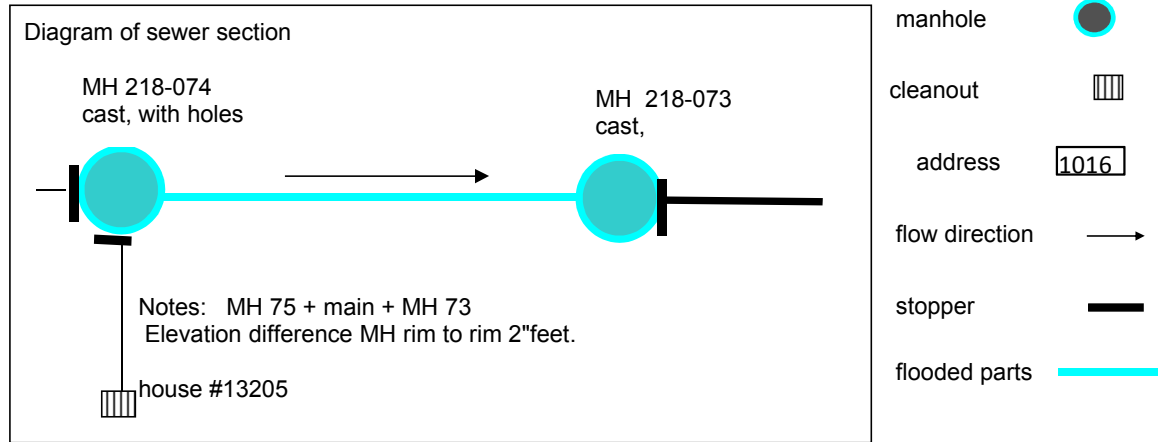 Diagram of sewer section
MH 218-074
cast, with holes
MH 218-073
cast,
Notes: MH 75 + main + MH 73
Elevation difference MH rim to rim 2"feet.
house #13205
manhole
cleanout
address
1016
flow direction
stopper
flooded parts